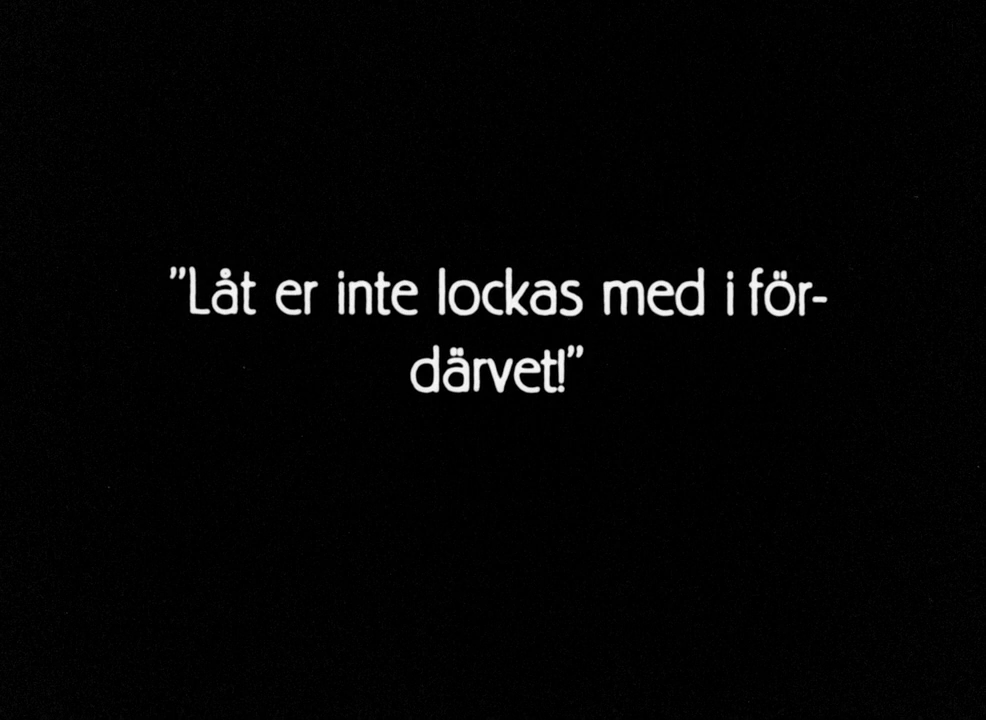 ”Låt er inte lockas med i för-
därvet!”